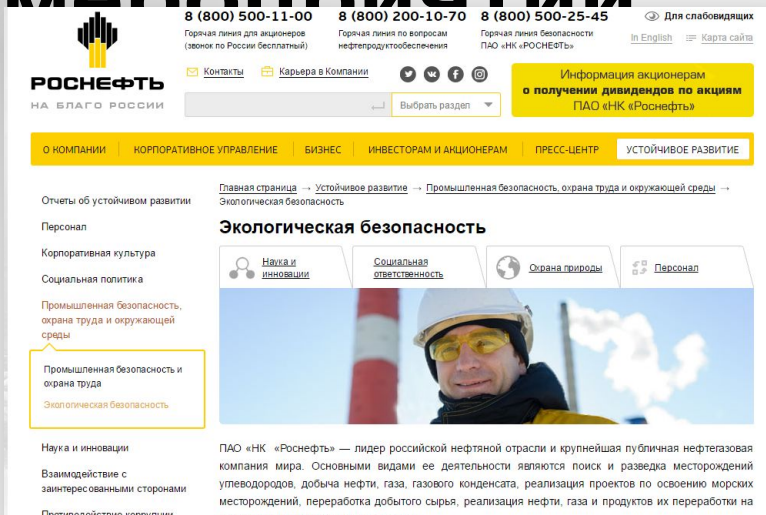 8 (800) 500-11-00
Горячая линия для акционеров
(звонок по России бесплатный)
8 (800) 200-10-70
Горячая линия по вопросам
нефтепродуктообеспечения
8 (800) 500-25-45
Горячая линия безопасности
ПАО «НК «РОСНЕФТЬ»
Для слабовидящих
In English
Карта сайта
РОСНЕФТЬ
НА БЛАГО РОССИИ
Контакты
Карьера в Компании
Выбрать раздел
Информация акционерам
о получении дивидендов по акциям
ПАО «НК «Роснефть»
О КОМПАНИИ
КОРПОРАТИВНОЕ УПРАВЛЕНИЕ
БИЗНЕС
ИНВЕСТОРАМ И АКЦИОНЕРАМ
ПРЕСС-ЦЕНТР
УСТОЙЧИВОЕ РАЗВИТИЕ
Отчеты об устойчивом развитии
Персонал
Корпоративная культура
Социальная политика
Промышленная безопасность,
охрана труда и окружающей
среды
Промышленная безопасность и
охрана труда
Экологическая безопасность
Наука и инновации
Взаимодействие с
заинтересованными сторонами
Противодействие коррупции
Главная страница → Устойчивое развитие → Промышленная безопасность, охрана труда и окружающей среды →
Экологическая безопасность
Экологическая безопасность
Наука и
инновации
Социальная
ответственность
Охрана природы
Персонал
ПАО «НК «Роснефть» — лидер российской нефтяной отрасли и крупнейшая публичная нефтегазовая
компания мира. Основными видами ее деятельности являются поиск и разведка месторождений
углеводородов, добыча нефти, газа, газового конденсата, реализация проектов по освоению морских
месторождений, переработка добытого сырья, реализация нефти, газа и продуктов их переработки на